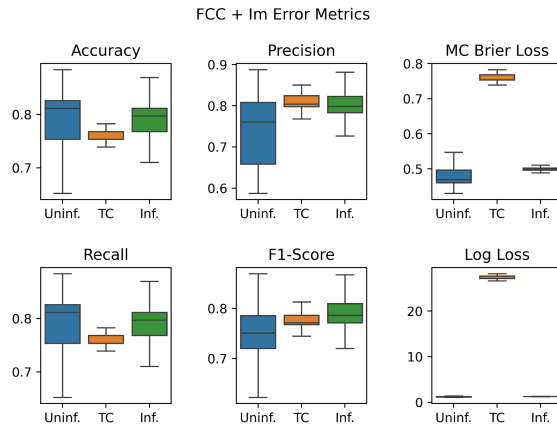 FCC + Im Error Metrics
Accuracy
0.8
0.7
Uninf. TC Inf.
Precision
0.9
0.8
0.7
0.6
Uninf. TC Inf.
MC Brier Loss
0.8
0.7
0.6
0.5
Uninf. TC Inf.
Recall
0.8
0.7
Uninf. TC Inf.
F1-Score
0.8
0.7
Uninf. TC Inf.
Log Loss
20
10
0
Uninf. TC Inf.